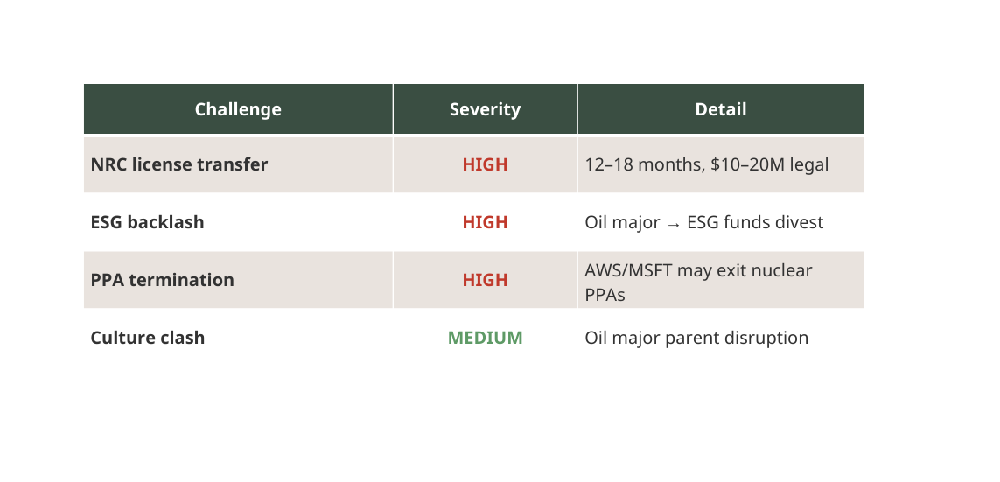 Challenge Severity Detail
NRC license transfer HIGH 12–18 months, $10–20M legal
ESG backlash HIGH Oil major → ESG funds divest
PPA termination HIGH AWS/MSFT may exit nuclear
PPAs
Culture clash MEDIUM Oil major parent disruption